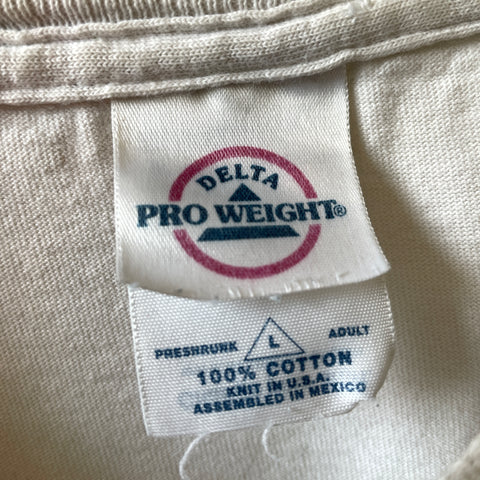 DELTA
PRO WEIGHT®
PRESHRUNK L ADULT
100% COTTON
KNIT IN U.S.A.
ASSEMBLED IN MEXICO